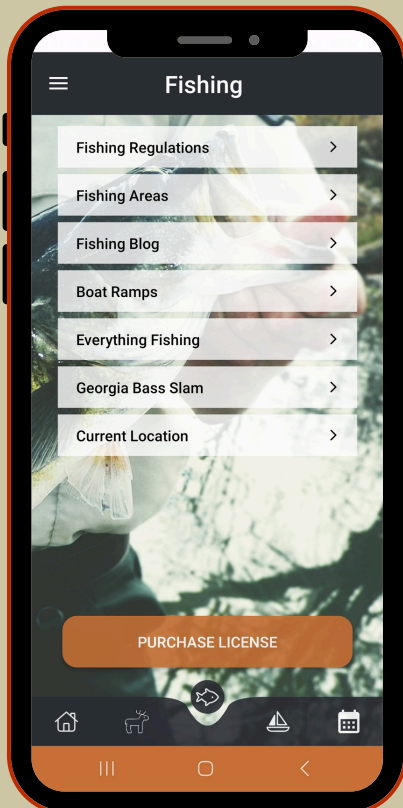 Fishing
Fishing Regulations
Fishing Areas
Fishing Blog
Boat Ramps
Everything Fishing
Georgia Bass Slam
Current Location
PURCHASE LICENSE